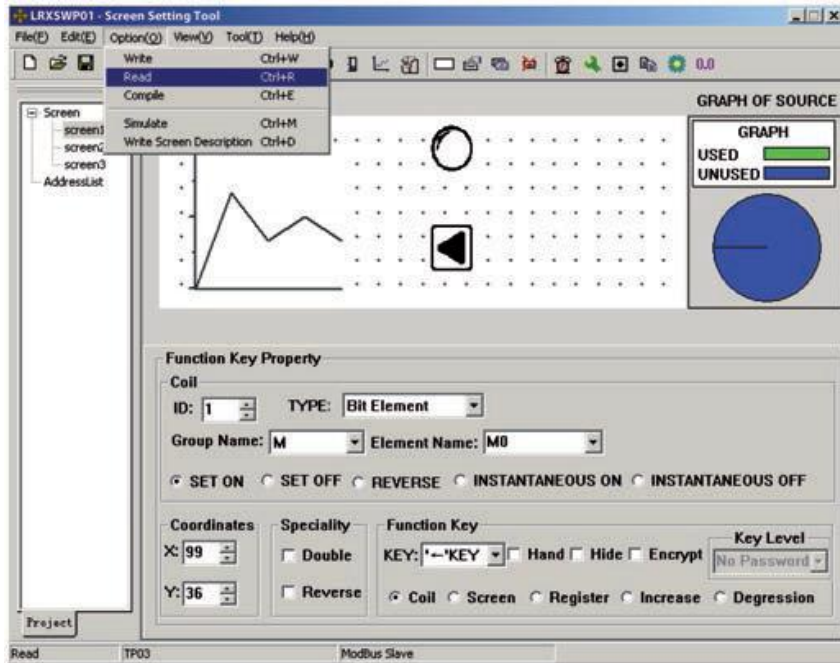 LRXSWP01 - Screen Setting Tool
File(F) Edit(E) Option(O) View(V) Tool(T) Help(H)
Write Ctrl+W
Read Ctrl+R
Compile Ctrl+E
Simulate Ctrl+M
Write Screen Description Ctrl+D
0.0
Screen
screen1
screen2
screen3
AddressList
GRAPH OF SOURCE
GRAPH
USED
UNUSED
Function Key Property
Coil
ID: 1 TYPE: Bit Element
Group Name: M Element Name: M0
SET ON SET OFF REVERSE INSTANTANEOUS ON INSTANTANEOUS OFF
Coordinates
X: 99
Y: 36
Speciality
Double
Reverse
Function Key
KEY: '←'KEY Hand Hide Encrypt
Key Level
No Password
Coil Screen Register Increase Degression
Project
Read TP03 ModBus Slave